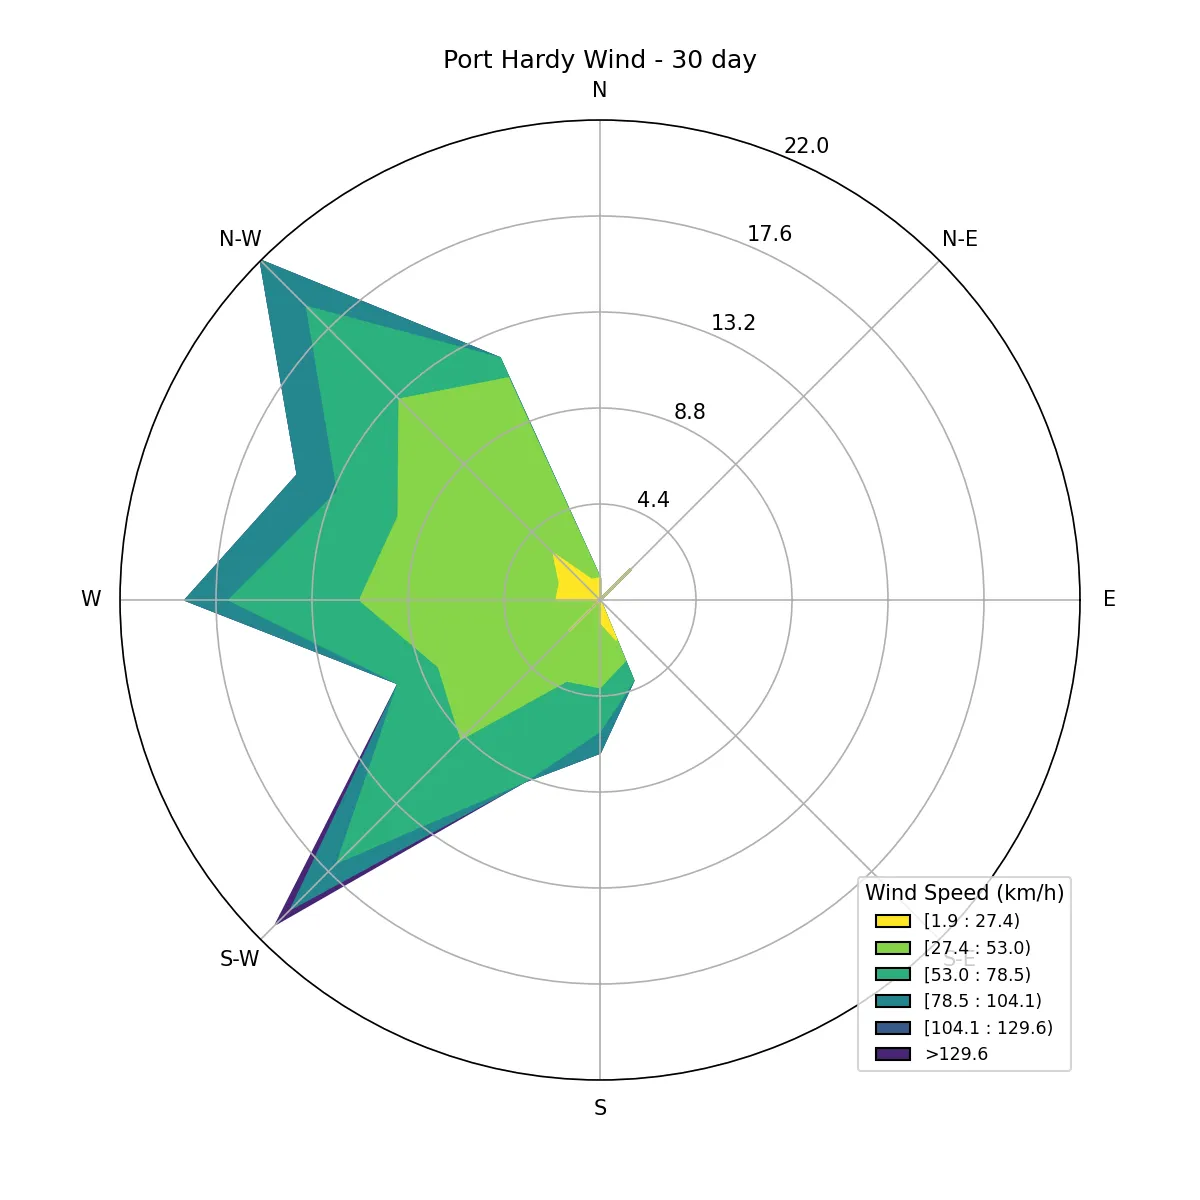 Port Hardy Wind - 30 day
N
22.0
17.6
N-W
N-E
13.2
8.8
4.4
W
E
Wind Speed (km/h)
[1.9 : 27.4)
[27.4 : 53.0)
S-W
S-E
[53.0 : 78.5)
[78.5 : 104.1)
[104.1 : 129.6)
>129.6
S